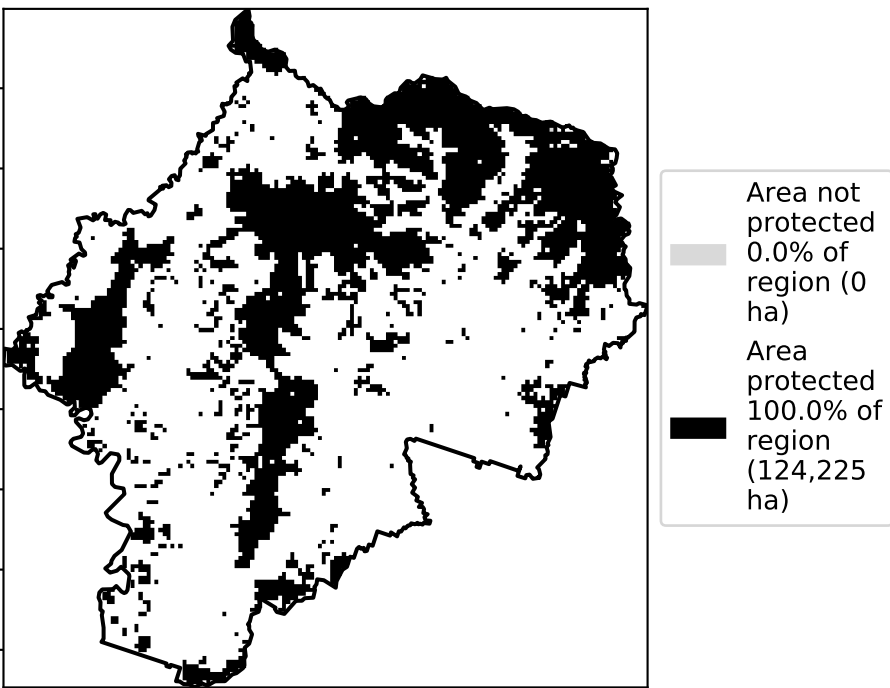 Area not
protected
0.0% of
region (0
ha)
Area
protected
100.0% of
region
(124,225
ha)